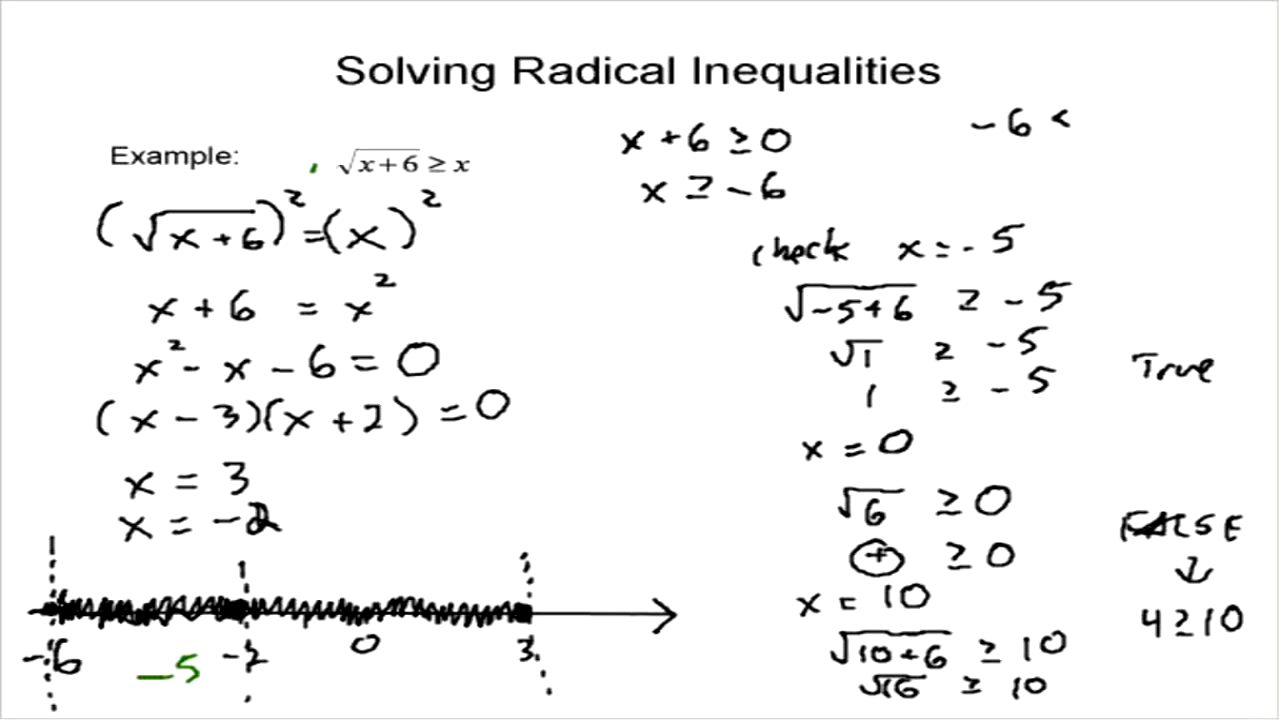 Solving Radical Inequalities
Example: √x+6 ≥ x
(√x+6)² = (x)²
x + 6 = x²
x² - x - 6 = 0
(x - 3)(x + 2) = 0
x = 3
x = -2
-6 -5 -2 0 3
x + 6 ≥ 0
x ≥ -6
-6 <
check x = -5
√-5+6 ≥ -5
√1 ≥ -5
1 ≥ -5 True
x = 0
√6 ≥ 0
+ ≥ 0
x = 10
√10+6 ≥ 10
√16 ≥ 10
FALSE
↓
4 ≥ 10